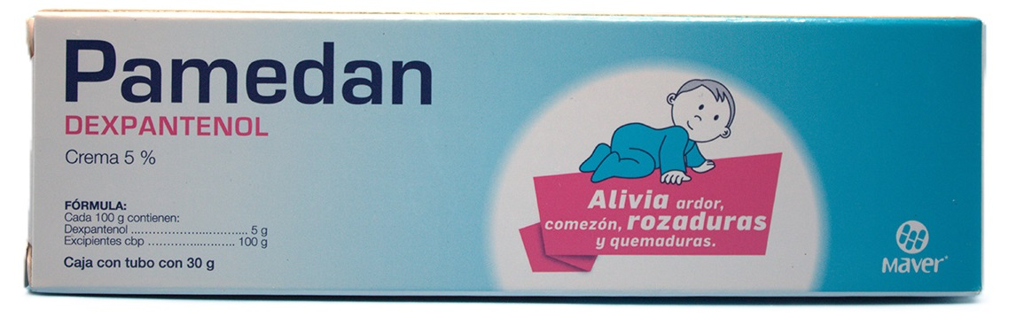 Pamedan
DEXPANTENOL
Crema 5 %
FÓRMULA:
Cada 100 g contienen:
Dexpantenol ........................ 5 g
Excipientes cbp .................. 100 g
Caja con tubo con 30 g
Alivia ardor,
comezón, rozaduras
y quemaduras.
Maver®